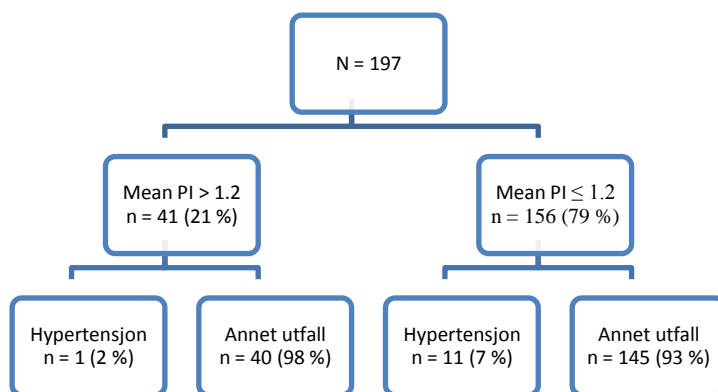 N = 197
Mean PI > 1.2
n = 41 (21 %)
Mean PI ≤ 1.2
n = 156 (79 %)
Hypertensjon
n = 1 (2 %)
Annet utfall
n = 40 (98 %)
Hypertensjon
n = 11 (7 %)
Annet utfall
n = 145 (93 %)